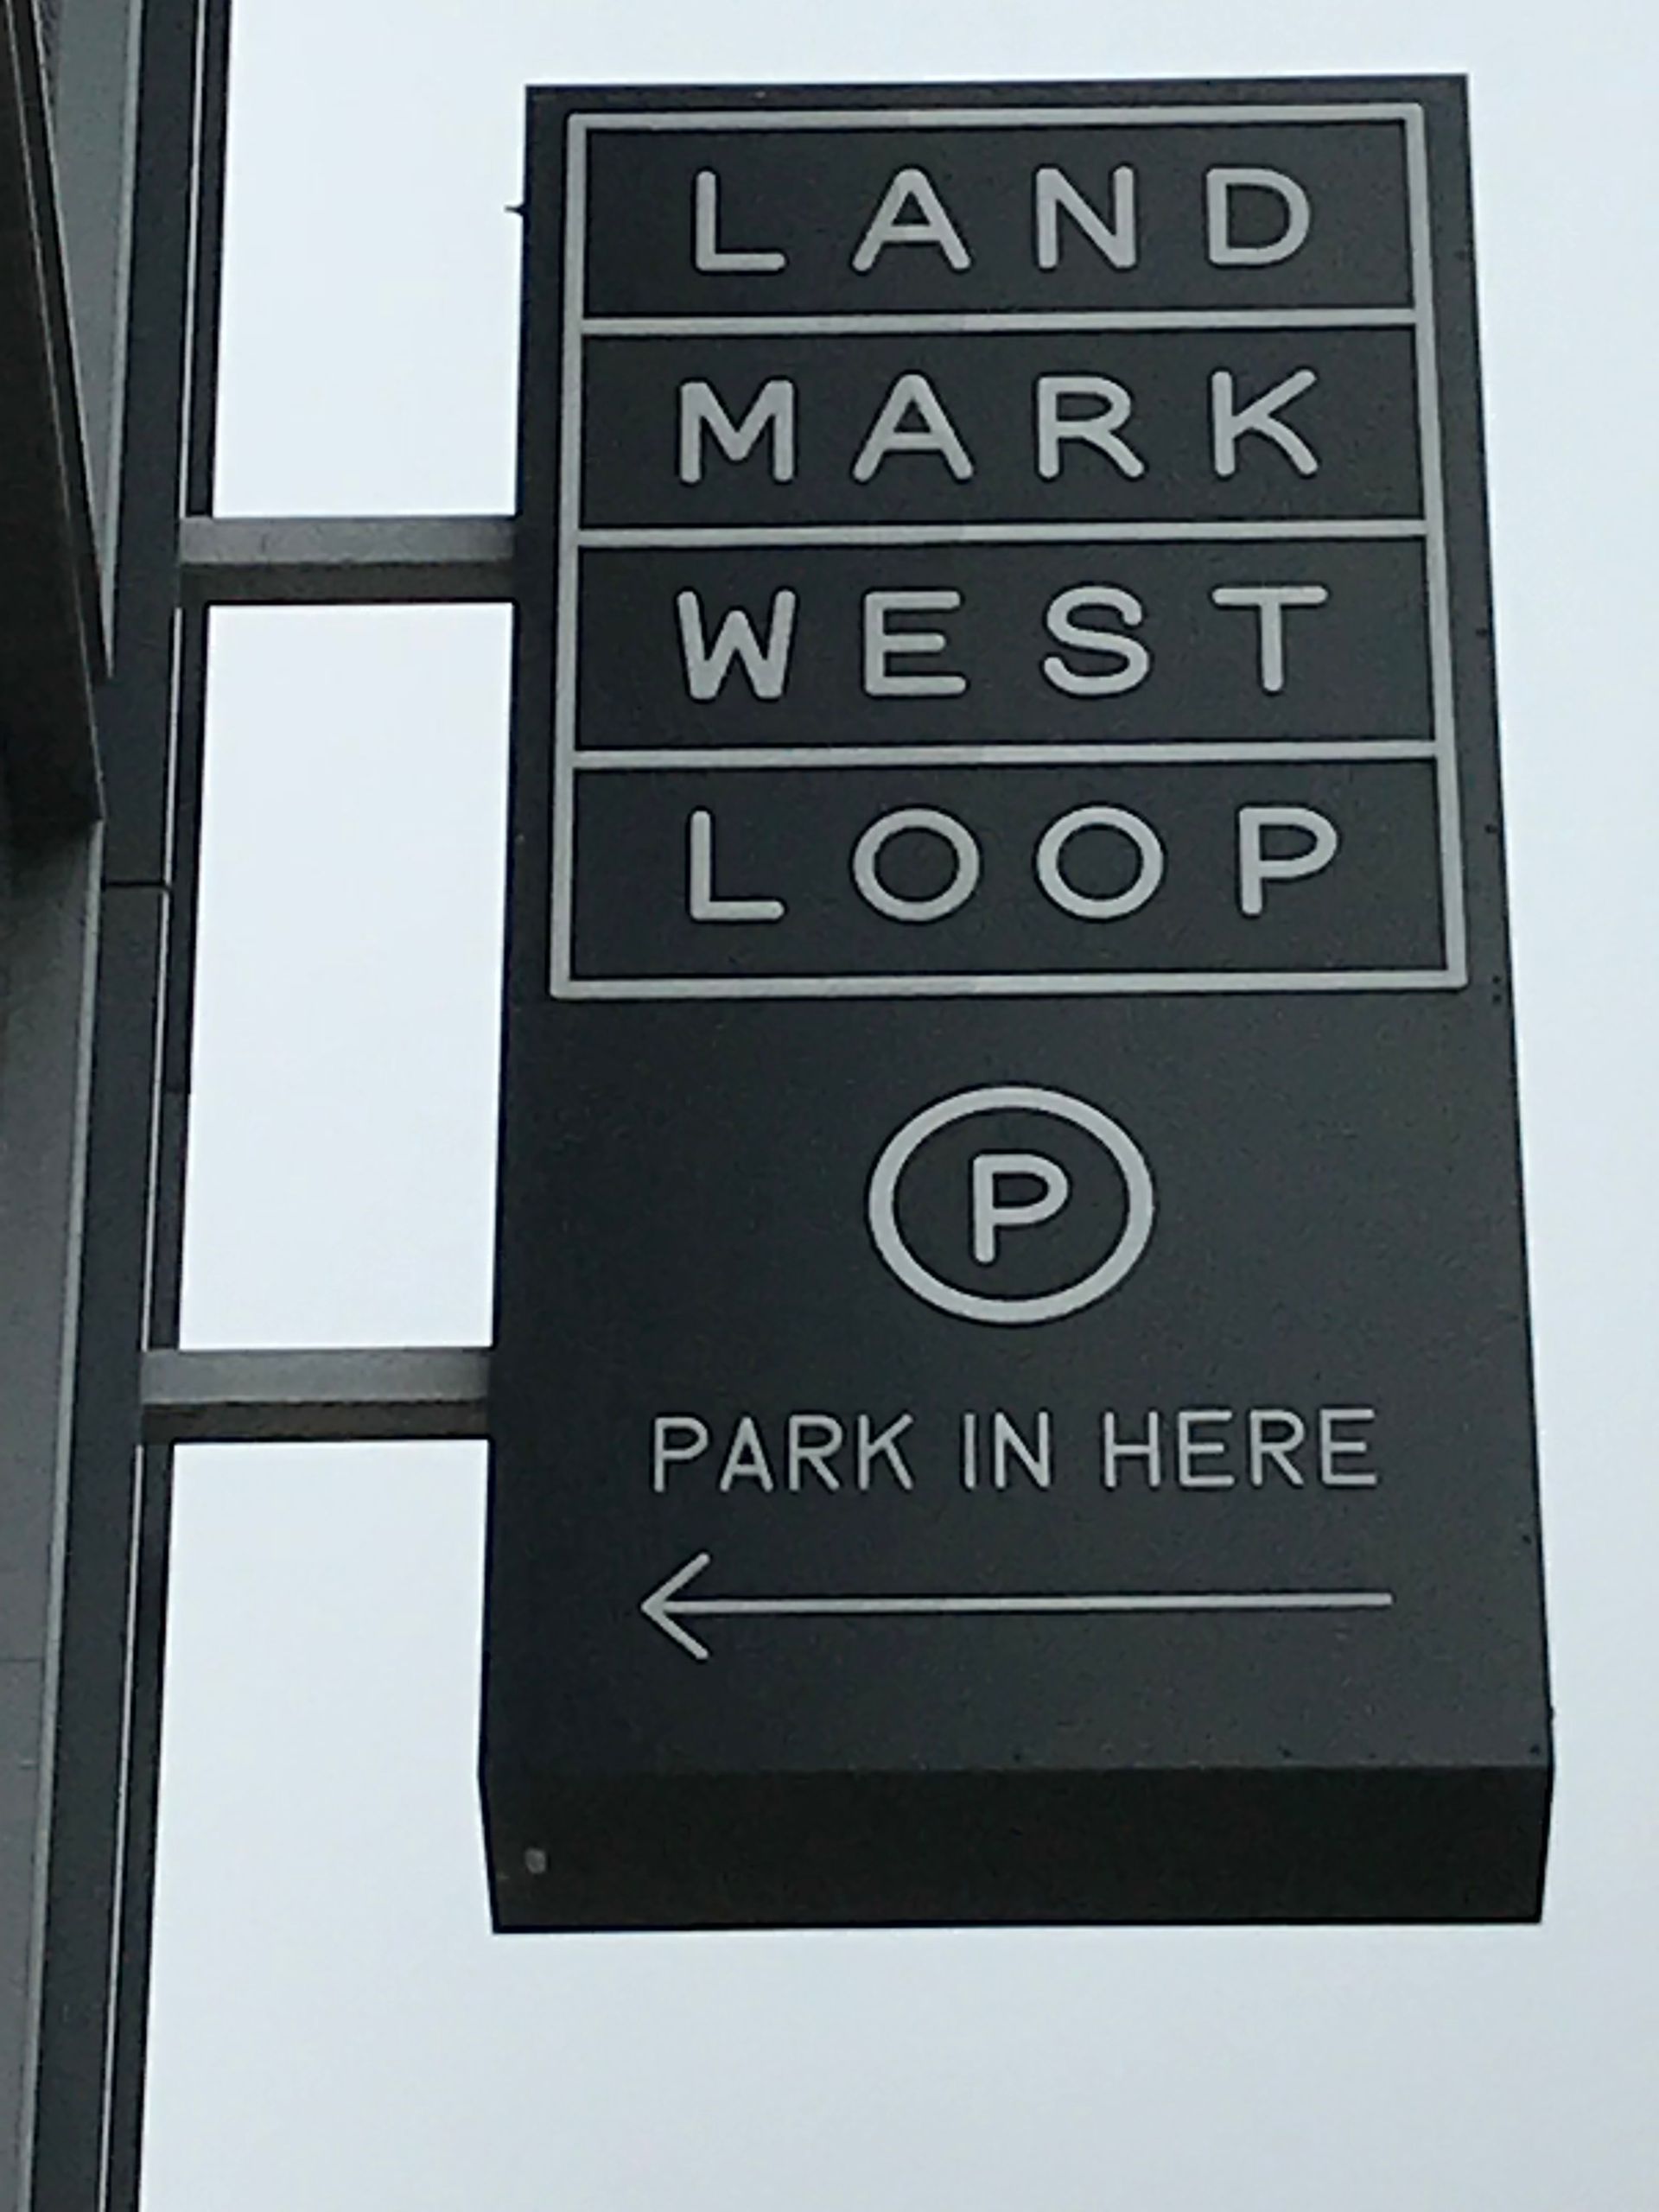 LAND
MARK
WEST
LOOP
P
PARK IN HERE